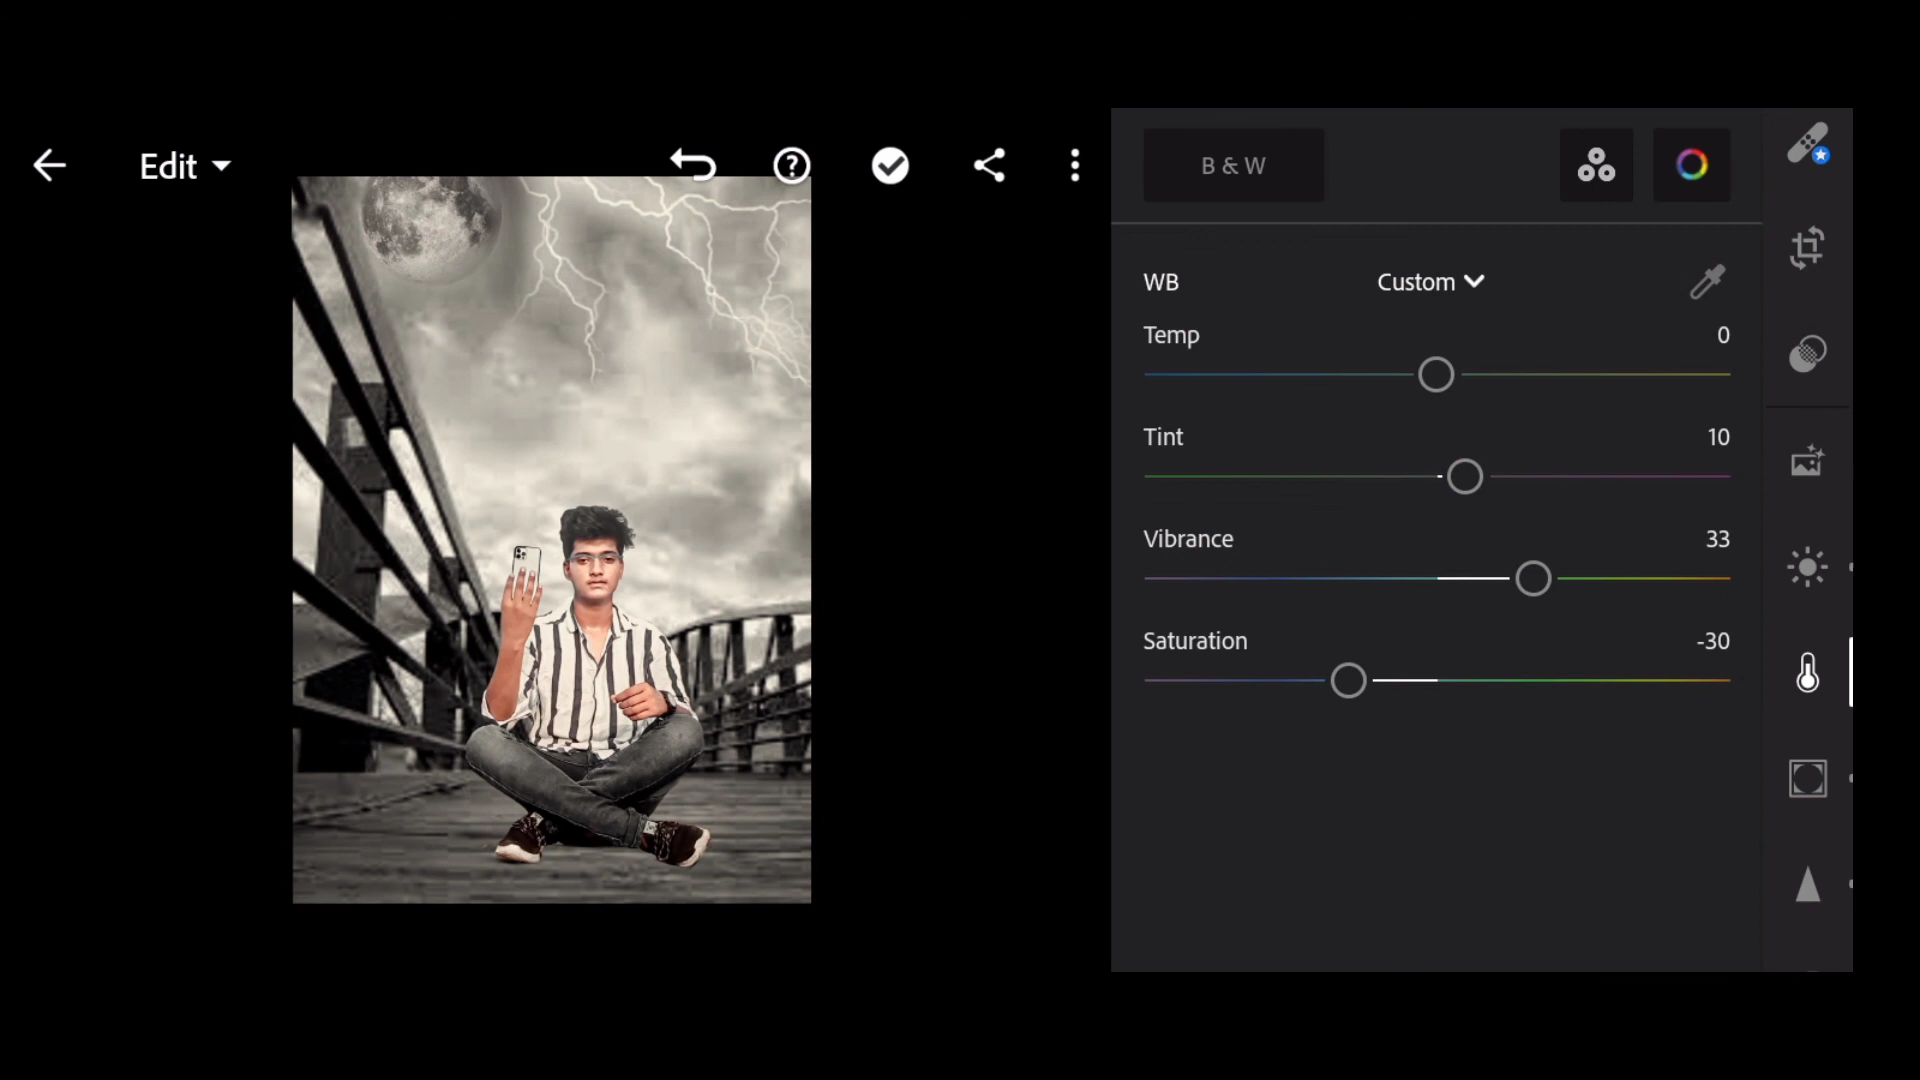 Edit
B & W
WB Custom
Temp 0
Tint 10
Vibrance 33
Saturation -30